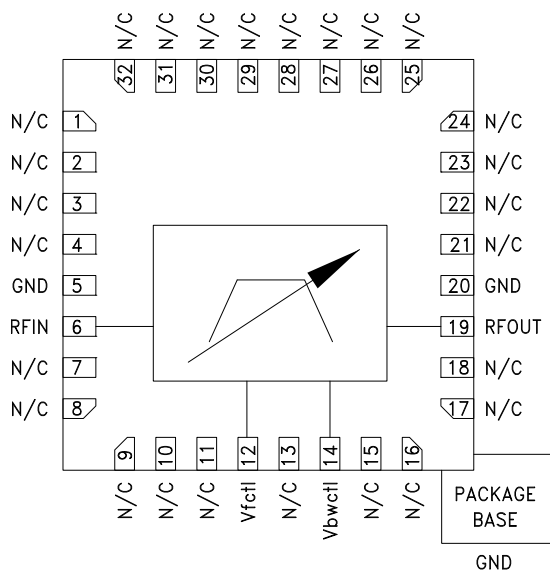 N/C N/C N/C N/C N/C N/C N/C N/C
32 31 30 29 28 27 26 25
N/C 1
N/C 2
N/C 3
N/C 4
GND 5
RFIN 6
N/C 7
N/C 8
24 N/C
23 N/C
22 N/C
21 N/C
20 GND
19 RFOUT
18 N/C
17 N/C
9 10 11 12 13 14 15 16
N/C N/C N/C Vfctl N/C Vbwctl N/C N/C
PACKAGE
BASE
GND